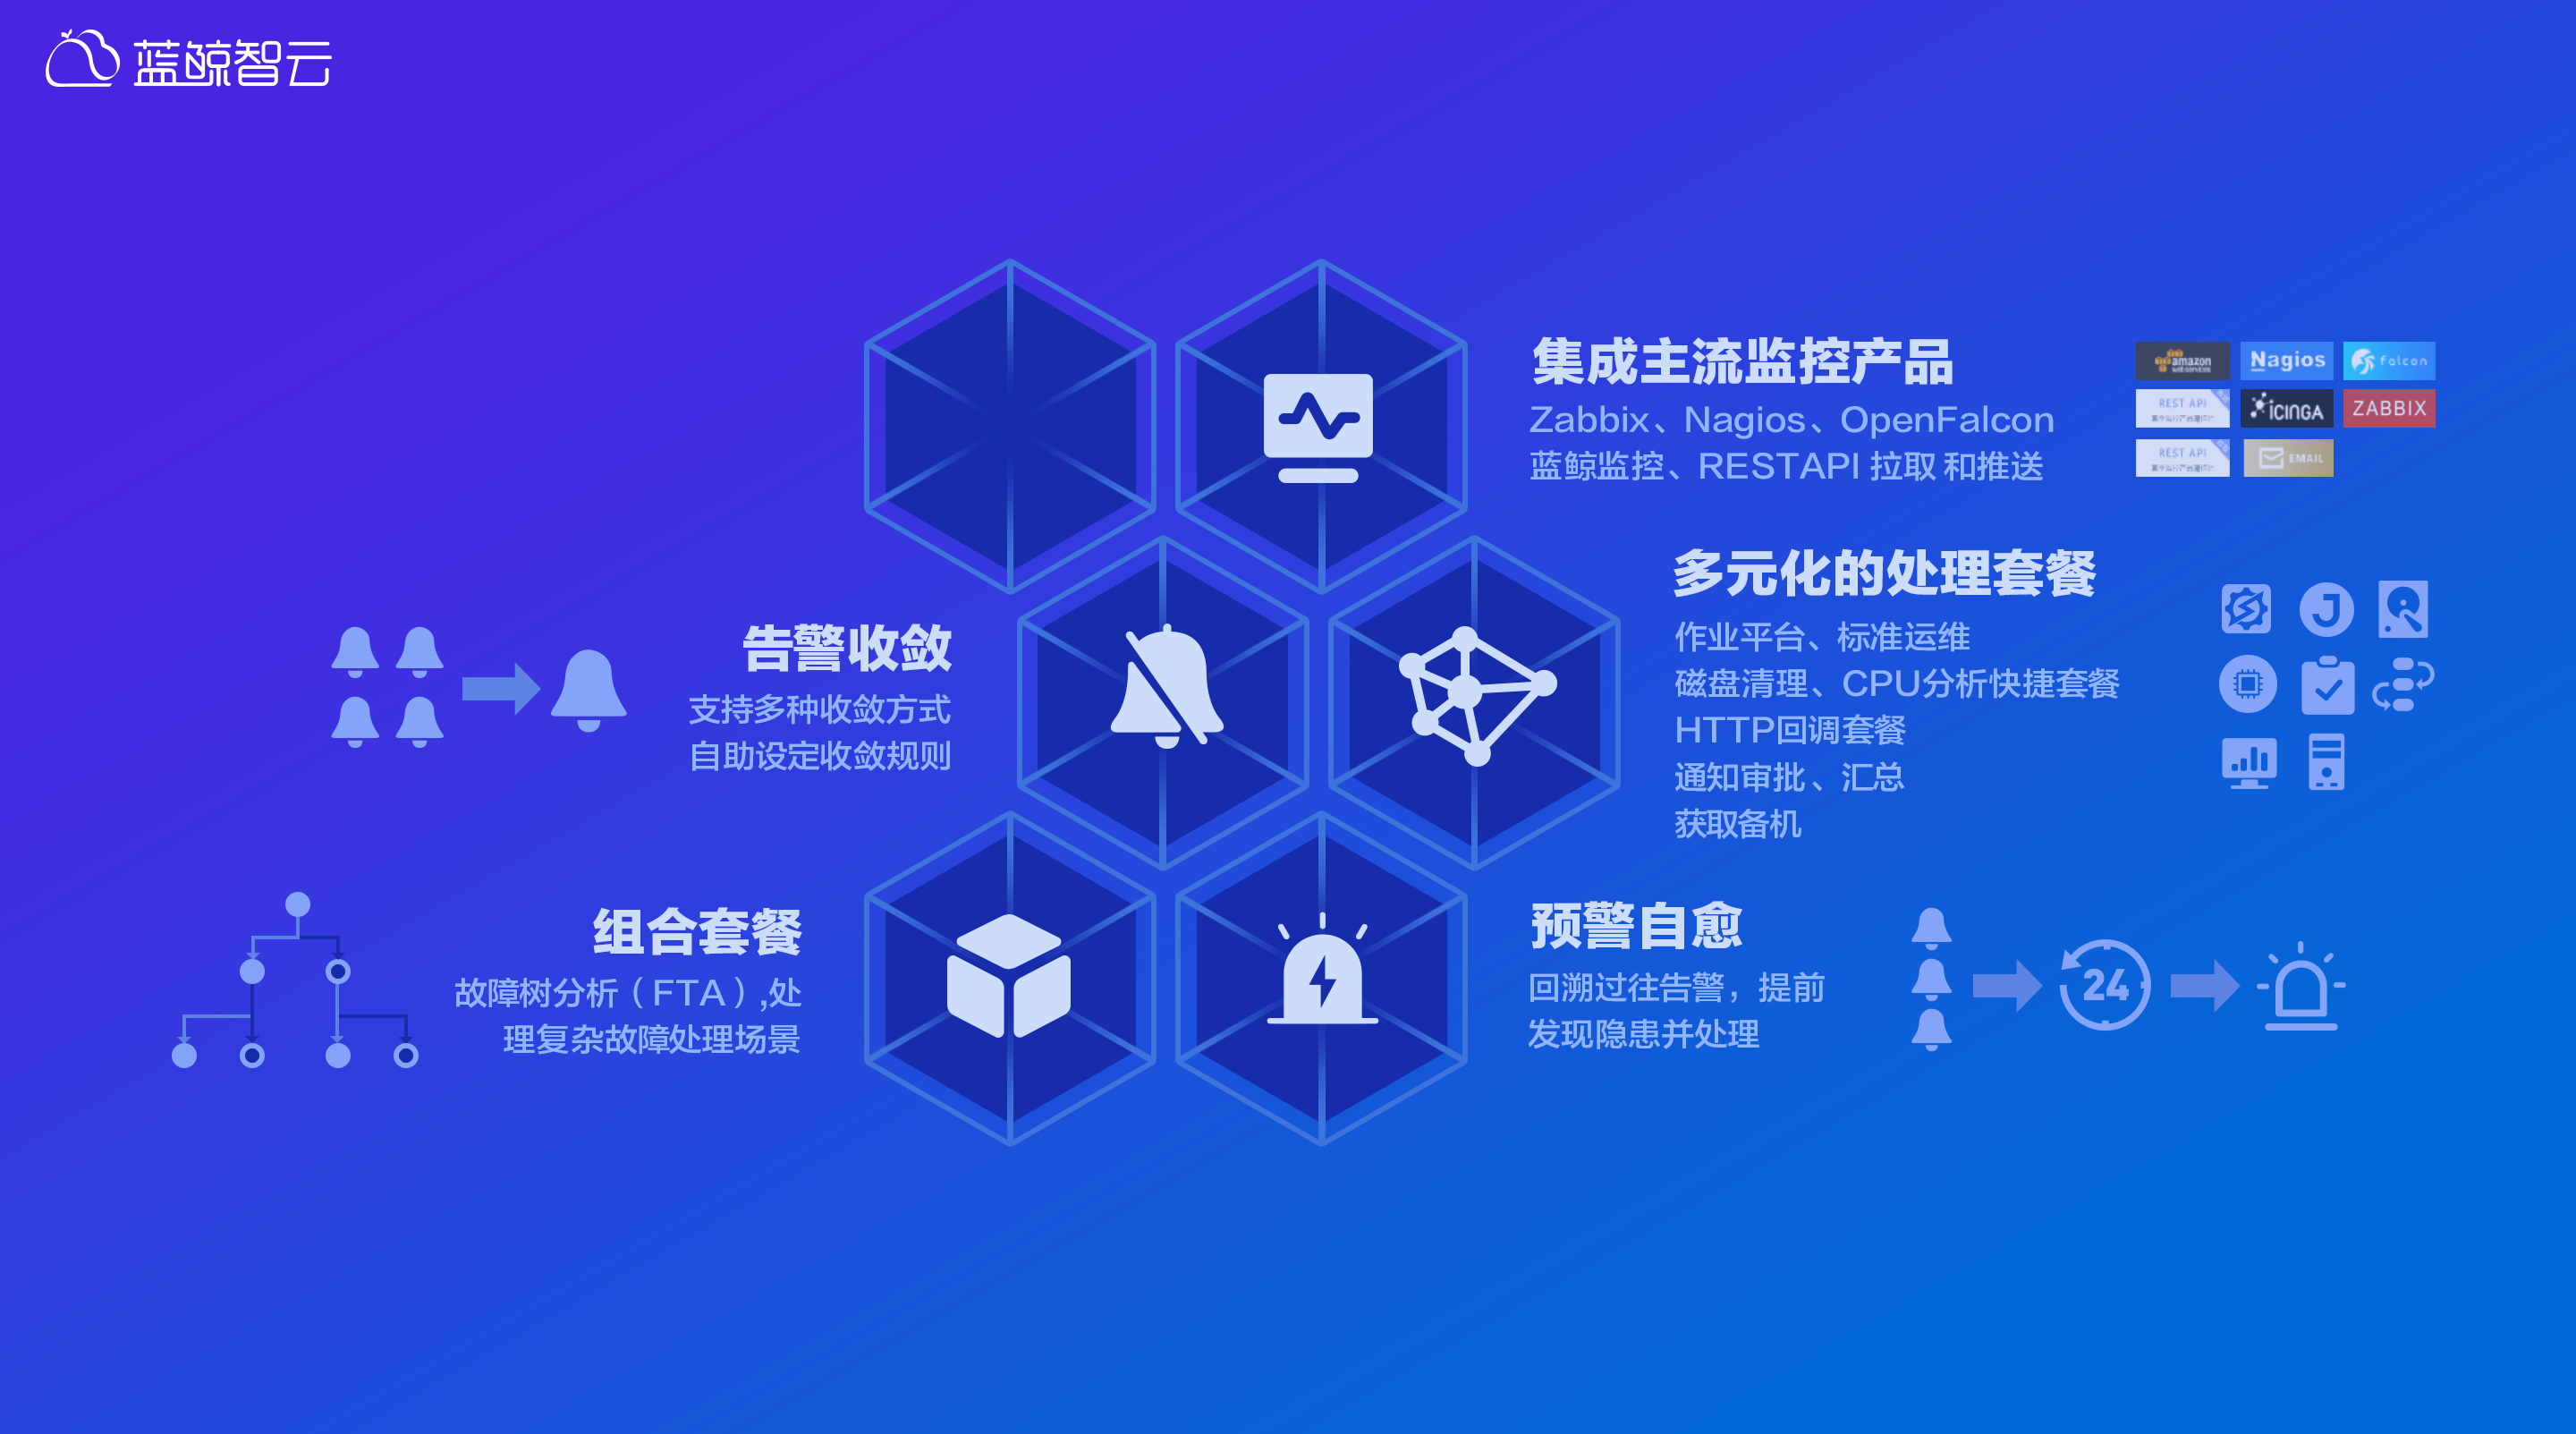 蓝鲸智云
集成主流监控产品
Zabbix、Nagios、OpenFalcon
蓝鲸监控、RESTAPI 拉取 和推送
amazon
webservices
Nagios
falcon
REST API
ICINGA
ZABBIX
REST API
EMAIL
多元化的处理套餐
作业平台、标准运维
磁盘清理、CPU分析快捷套餐
HTTP回调套餐
通知审批、汇总
获取备机
J
告警收敛
支持多种收敛方式
自助设定收敛规则
组合套餐
故障树分析（FTA）,处
理复杂故障处理场景
预警自愈
回溯过往告警，提前
发现隐患并处理
24